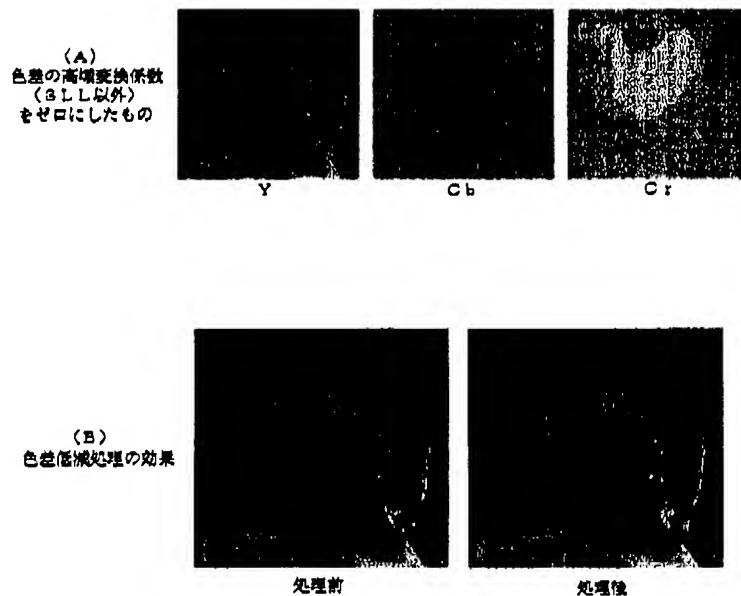 (A)
色差の高域変換係数
(3LL以外)
をゼロにしたもの
Y
Cb
Cr
(B)
色差低減処理の効果
処理前
処理後